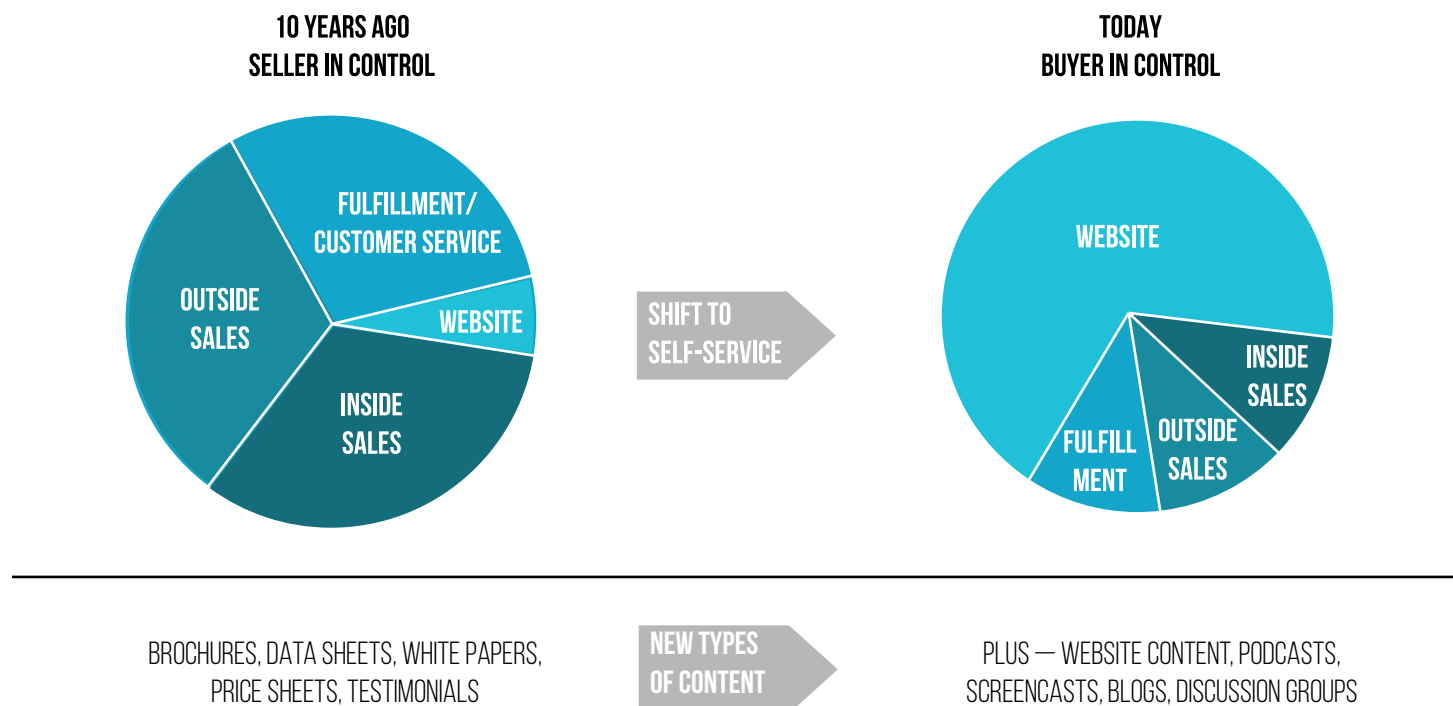 10 YEARS AGO
SELLER IN CONTROL
FULFILLMENT/
CUSTOMER SERVICE
OUTSIDE
SALES
WEBSITE
INSIDE
SALES
SHIFT TO
SELF-SERVICE
TODAY
BUYER IN CONTROL
WEBSITE
INSIDE
SALES
OUTSIDE
SALES
FULFILL
MENT
BROCHURES, DATA SHEETS, WHITE PAPERS,
PRICE SHEETS, TESTIMONIALS
NEW TYPES
OF CONTENT
PLUS — WEBSITE CONTENT, PODCASTS,
SCREENCASTS, BLOGS, DISCUSSION GROUPS